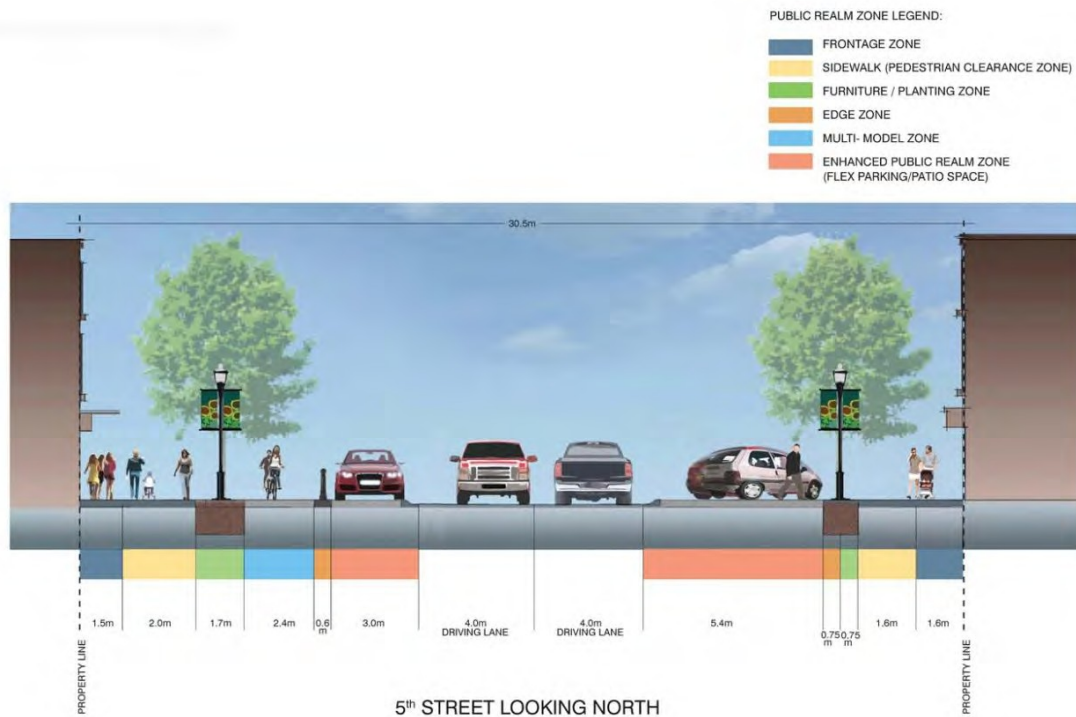 PUBLIC REALM ZONE LEGEND:
FRONTAGE ZONE
SIDEWALK (PEDESTRIAN CLEARANCE ZONE)
FURNITURE / PLANTING ZONE
EDGE ZONE
MULTI- MODEL ZONE
ENHANCED PUBLIC REALM ZONE
(FLEX PARKING/PATIO SPACE)
30.5m
1.5m
2.0m
1.7m
2.4m
0.6
m
3.0m
4.0m
DRIVING LANE
4.0m
DRIVING LANE
5.4m
0.75
m
0.75
m
1.6m
1.6m
PROPERTY LINE
PROPERTY LINE
5th STREET LOOKING NORTH